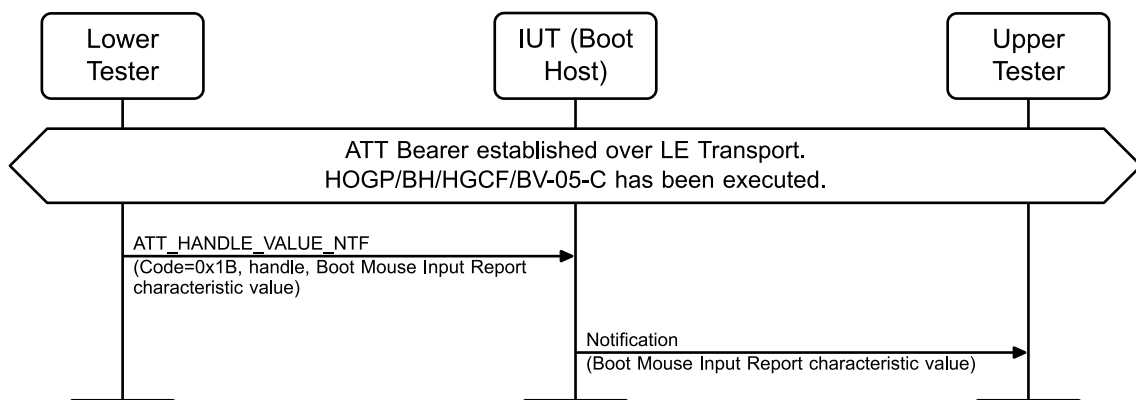 Lower
Tester
IUT (Boot
Host)
Upper
Tester
ATT Bearer established over LE Transport.
HOGP/BH/HGCF/BV-05-C has been executed.
ATT_HANDLE_VALUE_NTF
(Code=0x1B, handle, Boot Mouse Input Report
characteristic value)
Notification
(Boot Mouse Input Report characteristic value)